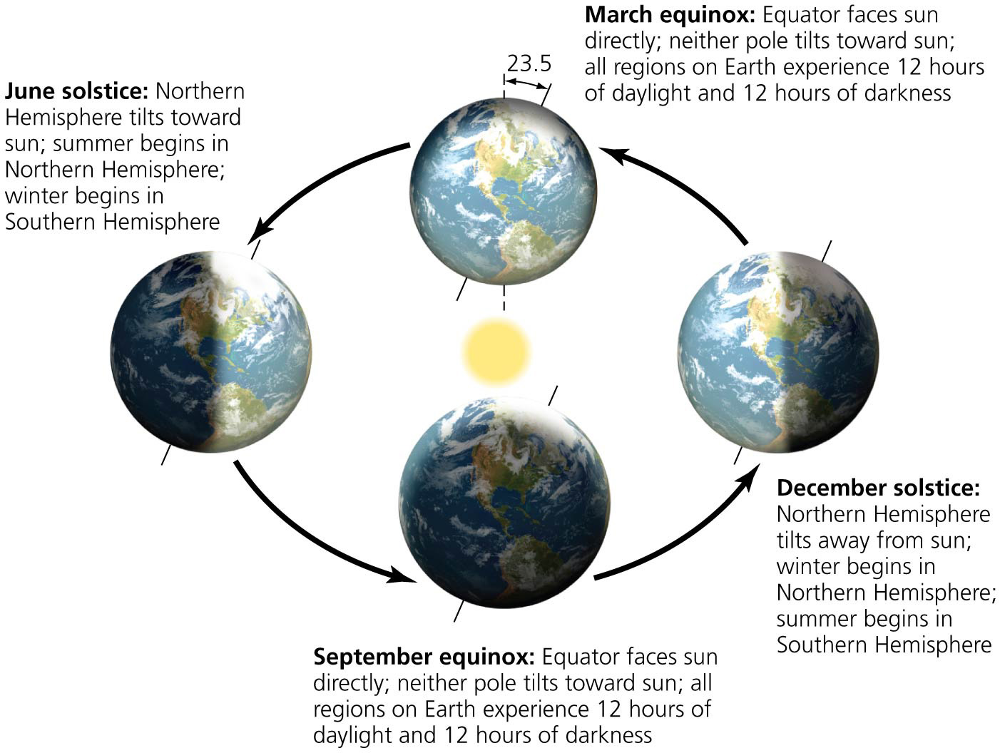 March equinox: Equator faces sun
directly; neither pole tilts toward sun;
all regions on Earth experience 12 hours
of daylight and 12 hours of darkness
23.5
June solstice: Northern
Hemisphere tilts toward
sun; summer begins in
Northern Hemisphere;
winter begins in
Southern Hemisphere
December solstice:
Northern Hemisphere
tilts away from sun;
winter begins in
Northern Hemisphere;
summer begins in
Southern Hemisphere
September equinox: Equator faces sun
directly; neither pole tilts toward sun; all
regions on Earth experience 12 hours of
daylight and 12 hours of darkness